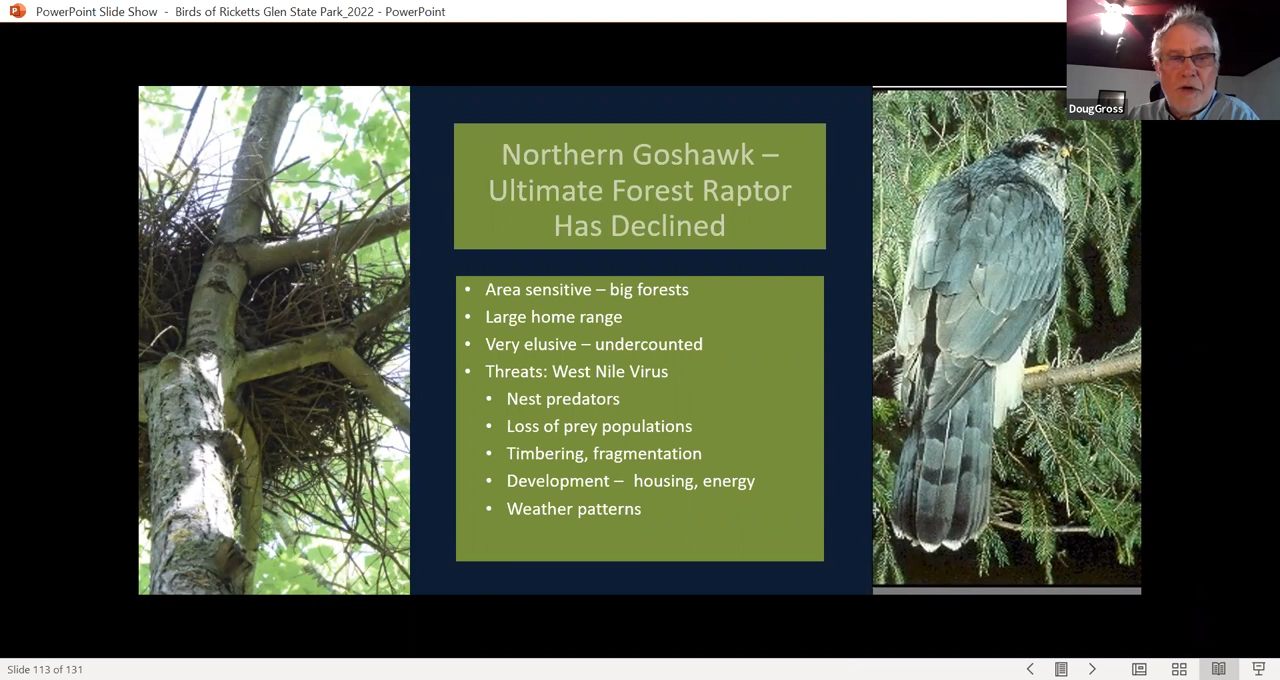 PowerPoint Slide Show - Birds of Ricketts Glen State Park_2022 - PowerPoint
DougGross
Northern Goshawk –
Ultimate Forest Raptor
Has Declined
• Area sensitive – big forests
• Large home range
• Very elusive – undercounted
• Threats: West Nile Virus
• Nest predators
• Loss of prey populations
• Timbering, fragmentation
• Development – housing, energy
• Weather patterns
Slide 113 of 131